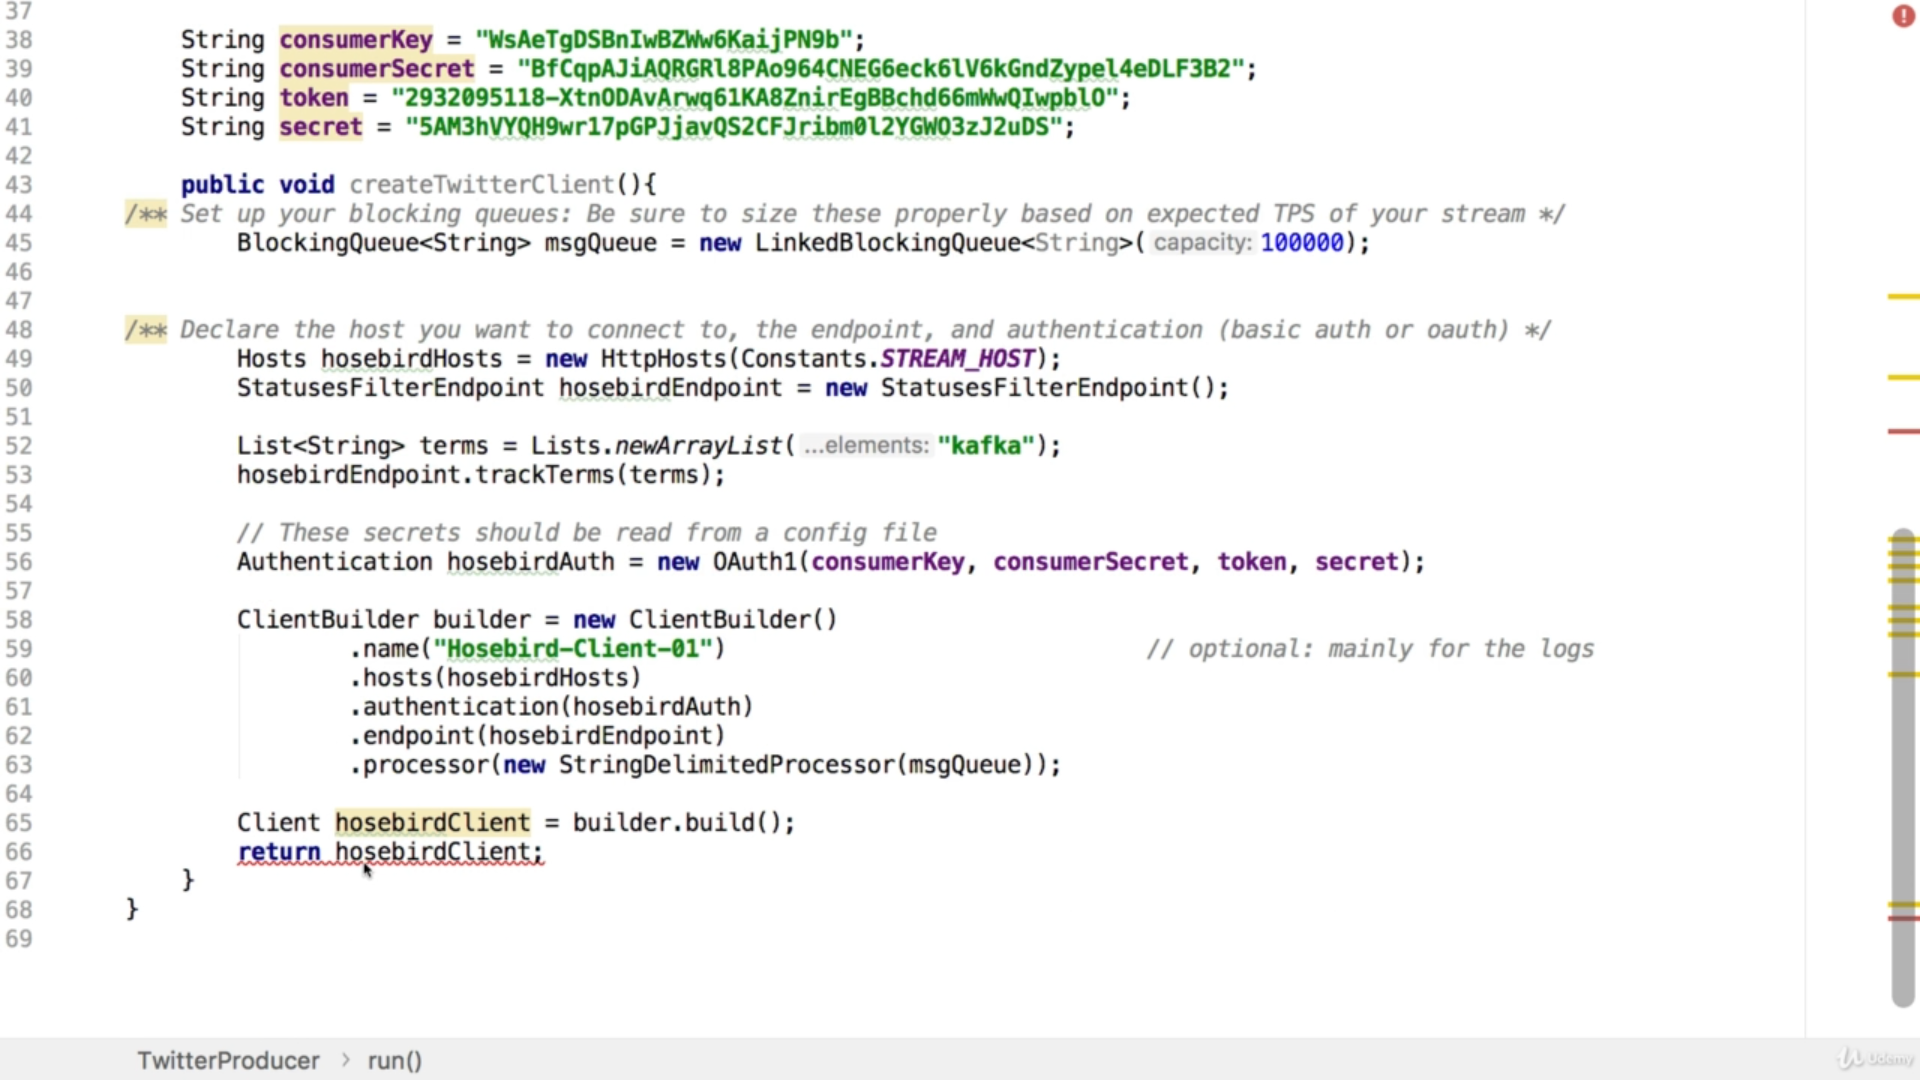 37
38 String consumerKey = "WsAeTgDSBnIwBZWw6KaijPN9b";
39 String consumerSecret = "BfCqpAJiAQRGRl8PAo964CNEG6eck6lV6kGndZypel4eDLF3B2";
40 String token = "2932095118-XtnODAvArwq61KA8ZnirEgBBchd66mWwQIwpblO";
41 String secret = "5AM3hVYQH9wr17pGPJjavQS2CFJribm0l2YGWO3zJ2uDS";
42
43 public void createTwitterClient(){
44 /** Set up your blocking queues: Be sure to size these properly based on expected TPS of your stream */
45 BlockingQueue<String> msgQueue = new LinkedBlockingQueue<String>( capacity: 100000);
46
47
48 /** Declare the host you want to connect to, the endpoint, and authentication (basic auth or oauth) */
49 Hosts hosebirdHosts = new HttpHosts(Constants.STREAM_HOST);
50 StatusesFilterEndpoint hosebirdEndpoint = new StatusesFilterEndpoint();
51
52 List<String> terms = Lists.newArrayList( ...elements: "kafka");
53 hosebirdEndpoint.trackTerms(terms);
54
55 // These secrets should be read from a config file
56 Authentication hosebirdAuth = new OAuth1(consumerKey, consumerSecret, token, secret);
57
58 ClientBuilder builder = new ClientBuilder()
59 .name("Hosebird-Client-01") // optional: mainly for the logs
60 .hosts(hosebirdHosts)
61 .authentication(hosebirdAuth)
62 .endpoint(hosebirdEndpoint)
63 .processor(new StringDelimitedProcessor(msgQueue));
64
65 Client hosebirdClient = builder.build();
66 return hosebirdClient;
67 }
68 }
69
TwitterProducer > run()
Udemy